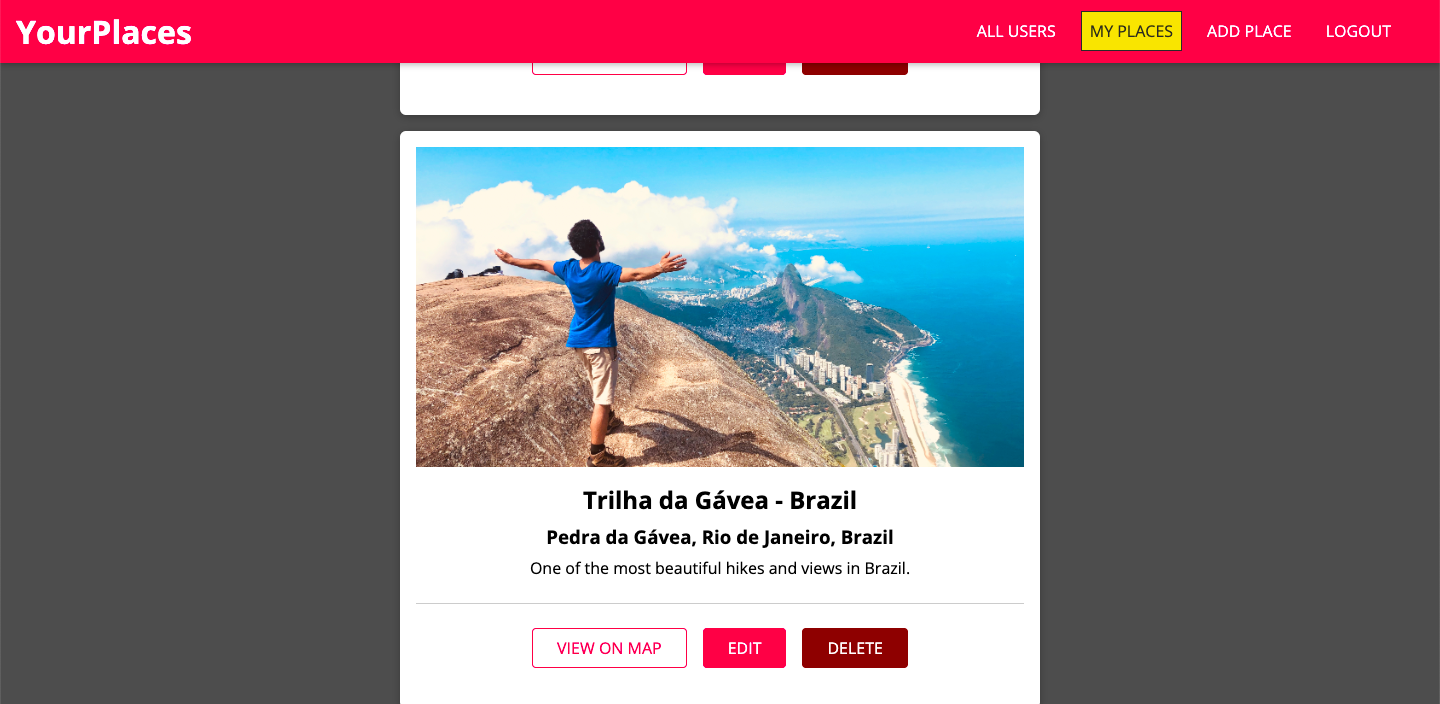 YourPlaces
ALL USERS
MY PLACES
ADD PLACE
LOGOUT
Trilha da Gávea - Brazil
Pedra da Gávea, Rio de Janeiro, Brazil
One of the most beautiful hikes and views in Brazil.
VIEW ON MAP
EDIT
DELETE